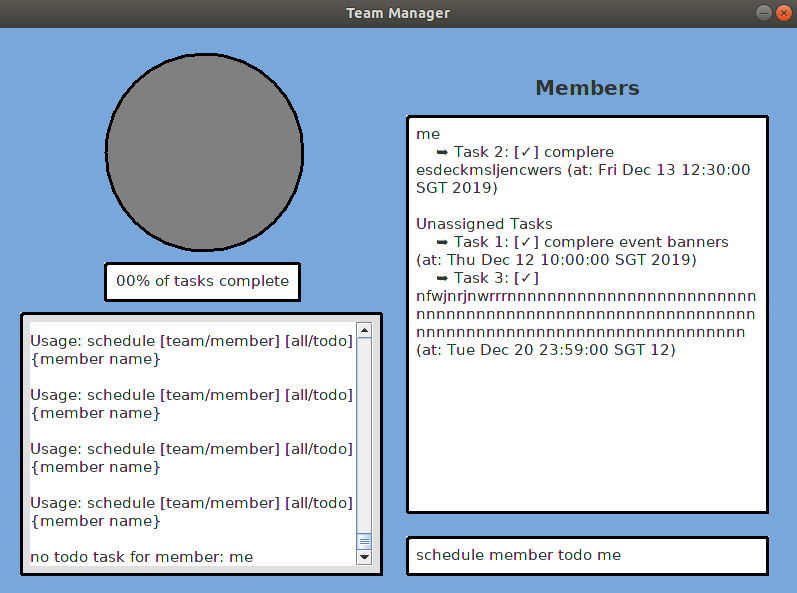 Team Manager
00% of tasks complete
Usage: schedule [team/member] [all/todo]
{member name}
Usage: schedule [team/member] [all/todo]
{member name}
Usage: schedule [team/member] [all/todo]
{member name}
Usage: schedule [team/member] [all/todo]
{member name}
no todo task for member: me
Members
me
➥ Task 2: [✓] complere
esdeckmsljencwers (at: Fri Dec 13 12:30:00
SGT 2019)
Unassigned Tasks
➥ Task 1: [✓] complere event banners
(at: Thu Dec 12 10:00:00 SGT 2019)
➥ Task 3: [✓]
nfwjnrjnwrrrnnnnnnnnnnnnnnnnnnnnnnnnn
nnnnnnnnnnnnnnnnnnnnnnnnnnnnnnnnnn
nnnnnnnnnnnnnnnnnnnnnnnnnnnnnnnnn
(at: Tue Dec 20 23:59:00 SGT 12)
schedule member todo me